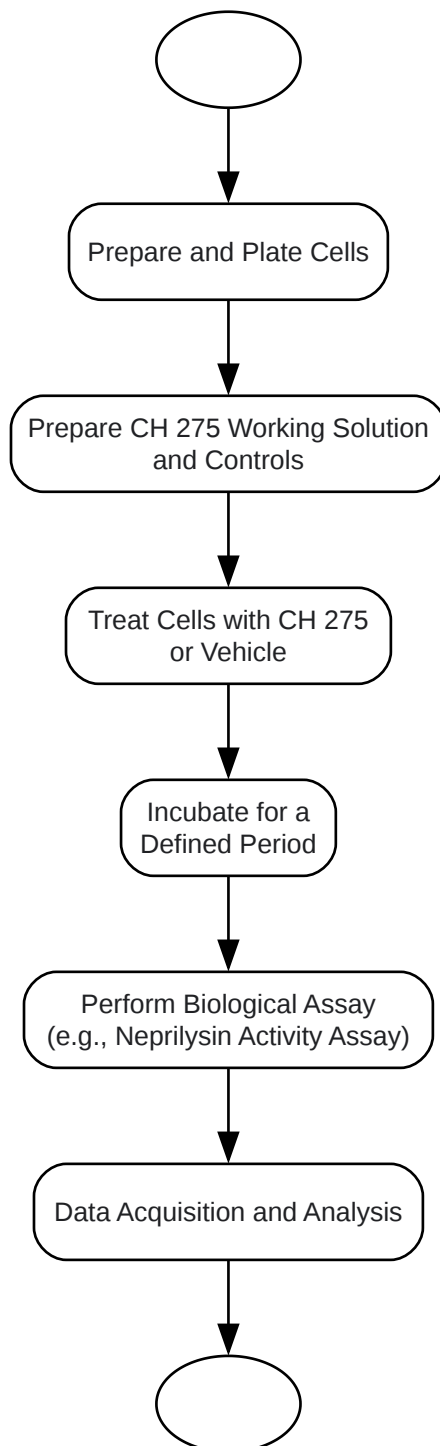 Prepare and Plate Cells
Prepare CH 275 Working Solution
and Controls
Treat Cells with CH 275
or Vehicle
Incubate for a
Defined Period
Perform Biological Assay
(e.g., Neprilysin Activity Assay)
Data Acquisition and Analysis